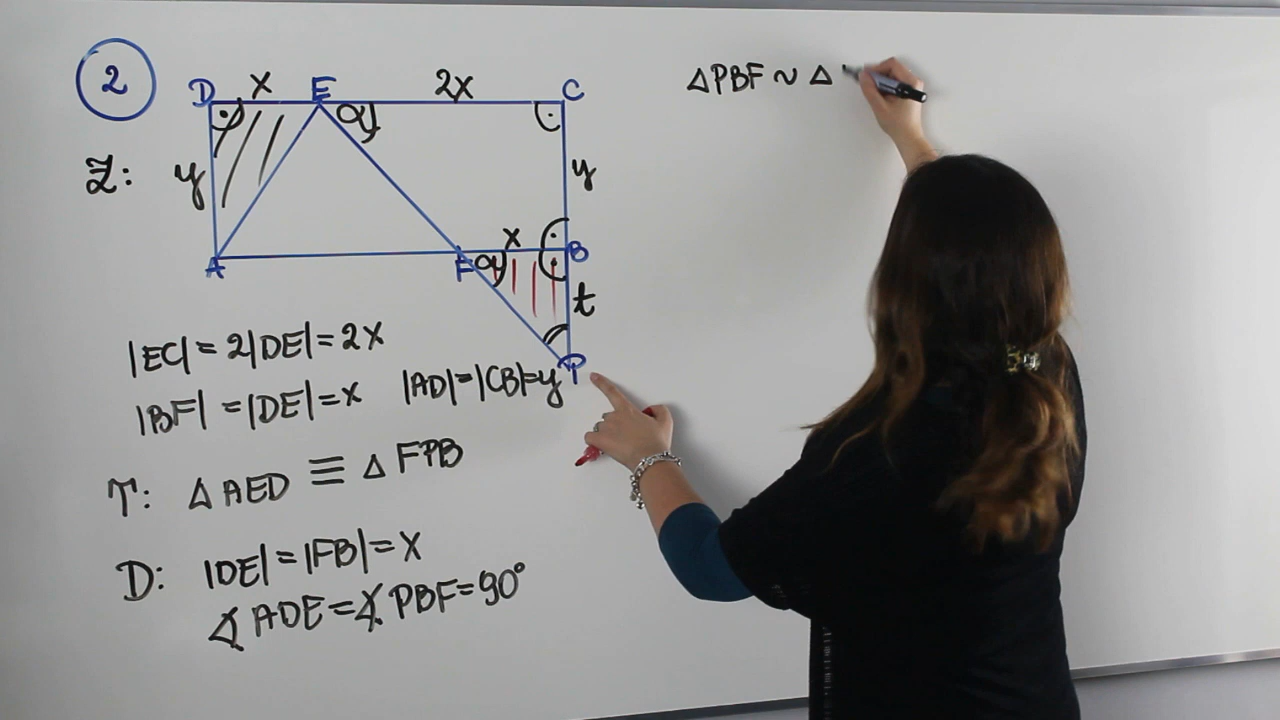 2
D x E 2x C
α
Z: y y
x
A F α B
t
P
|EC| = 2|DE| = 2x
|BF| = |DE| = x |AD|=|CB|=y
T: △AED ≡ △FPB
D: |DE| = |FB| = x
∢ADE = ∢PBF = 90°
△PBF ~ △